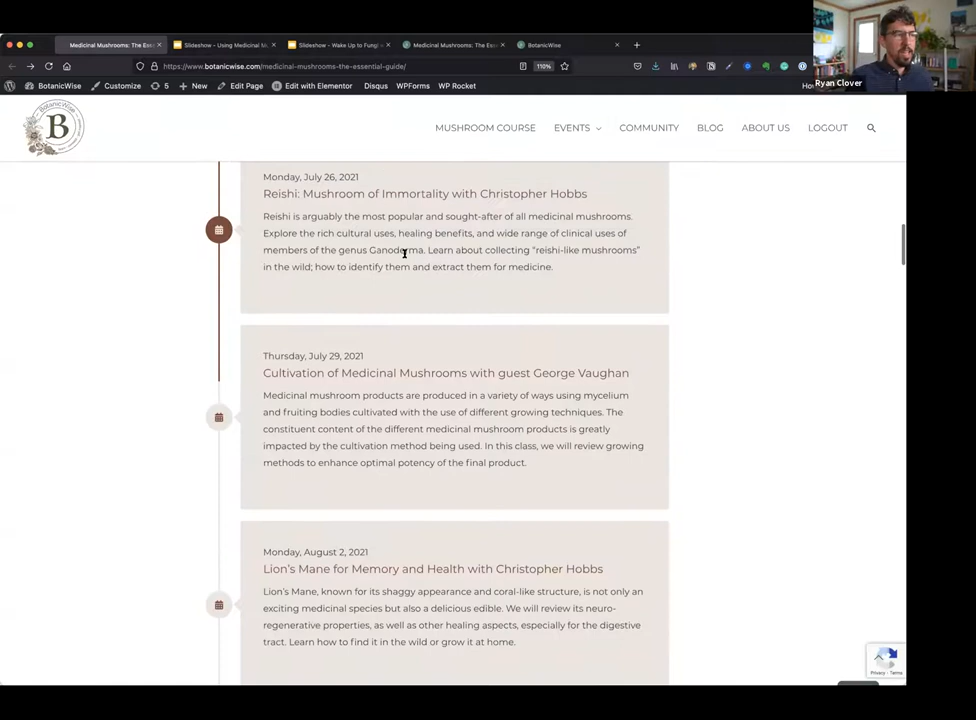 Medicinal Mushrooms: The Esse
Slideshow - Using Medicinal M
Slideshow - Wake Up to Fungi
Medicinal Mushrooms: The Ess
BotanicWise
https://www.botanicwise.com/medicinal-mushrooms-the-essential-guide/
110%
BotanicWise
Customize
5
New
Edit Page
Edit with Elementor
Disqus
WPForms
WP Rocket
Ryan Clover
B
MUSHROOM COURSE
EVENTS
COMMUNITY
BLOG
ABOUT US
LOGOUT
Monday, July 26, 2021
Reishi: Mushroom of Immortality with Christopher Hobbs
Reishi is arguably the most popular and sought-after of all medicinal mushrooms.
Explore the rich cultural uses, healing benefits, and wide range of clinical uses of
members of the genus Ganoderma. Learn about collecting “reishi-like mushrooms”
in the wild; how to identify them and extract them for medicine.
Thursday, July 29, 2021
Cultivation of Medicinal Mushrooms with guest George Vaughan
Medicinal mushroom products are produced in a variety of ways using mycelium
and fruiting bodies cultivated with the use of different growing techniques. The
constituent content of the different medicinal mushroom products is greatly
impacted by the cultivation method being used. In this class, we will review growing
methods to enhance optimal potency of the final product.
Monday, August 2, 2021
Lion’s Mane for Memory and Health with Christopher Hobbs
Lion’s Mane, known for its shaggy appearance and coral-like structure, is not only an
exciting medicinal species but also a delicious edible. We will review its neuro-
regenerative properties, as well as other healing aspects, especially for the digestive
tract. Learn how to find it in the wild or grow it at home.
Privacy - Terms